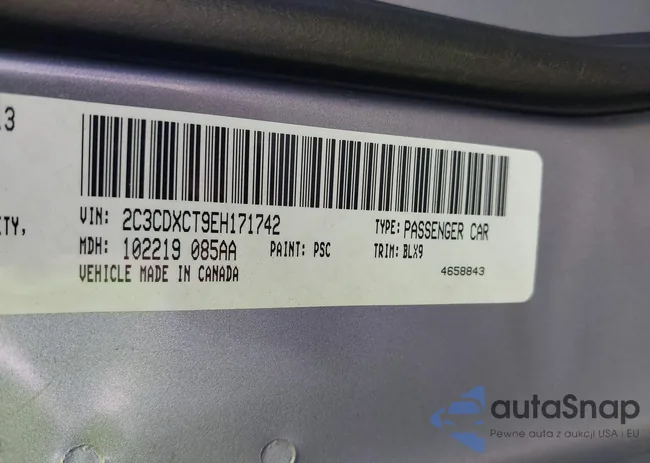 .3
VIN: 2C3CDXCT9EH171742 TYPE: PASSENGER CAR
ITY,
MDH: 102219 085AA PAINT: PSC TRIM: BLX9
VEHICLE MADE IN CANADA 4658843
autaSnap
Pewne auta z aukcji USA i EU